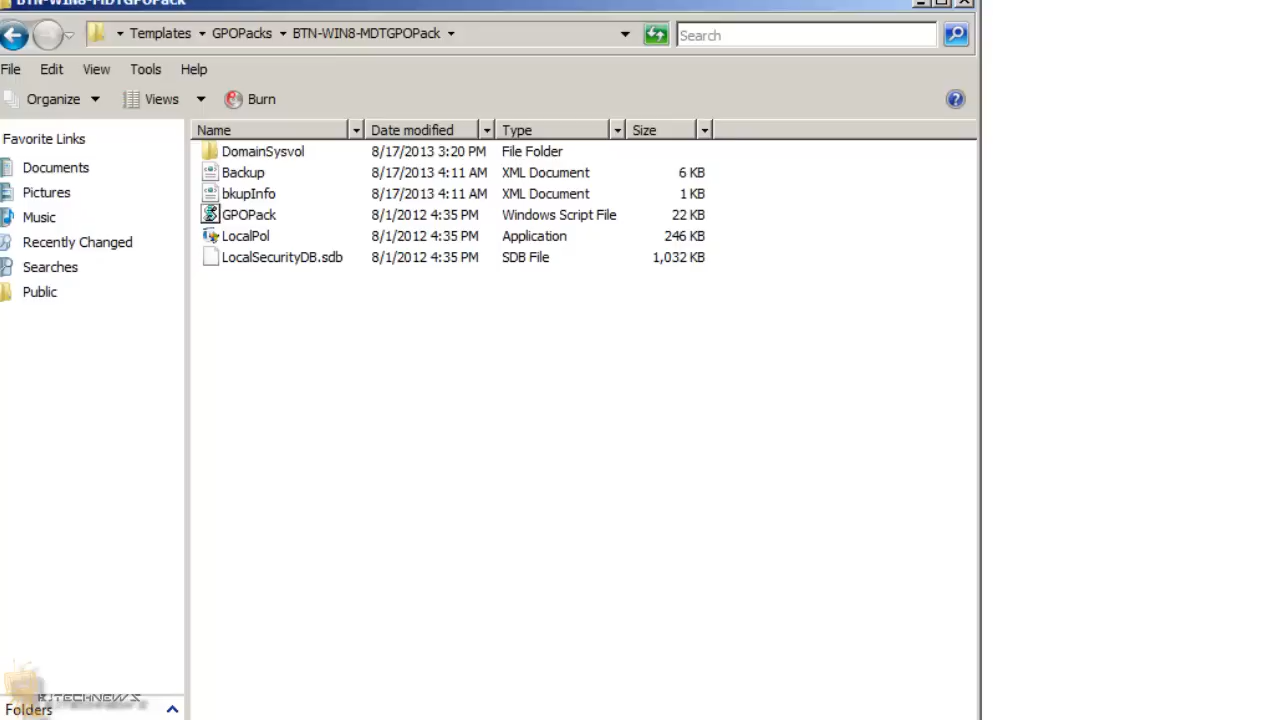 BTN-WIN8-MDTGPOPack
Templates GPOPacks BTN-WIN8-MDTGPOPack Search
File Edit View Tools Help
Organize Views Burn
Favorite Links
Documents
Pictures
Music
Recently Changed
Searches
Public
Folders
Name Date modified Type Size
DomainSysvol 8/17/2013 3:20 PM File Folder
Backup 8/17/2013 4:11 AM XML Document 6 KB
bkupInfo 8/17/2013 4:11 AM XML Document 1 KB
GPOPack 8/1/2012 4:35 PM Windows Script File 22 KB
LocalPol 8/1/2012 4:35 PM Application 246 KB
LocalSecurityDB.sdb 8/1/2012 4:35 PM SDB File 1,032 KB